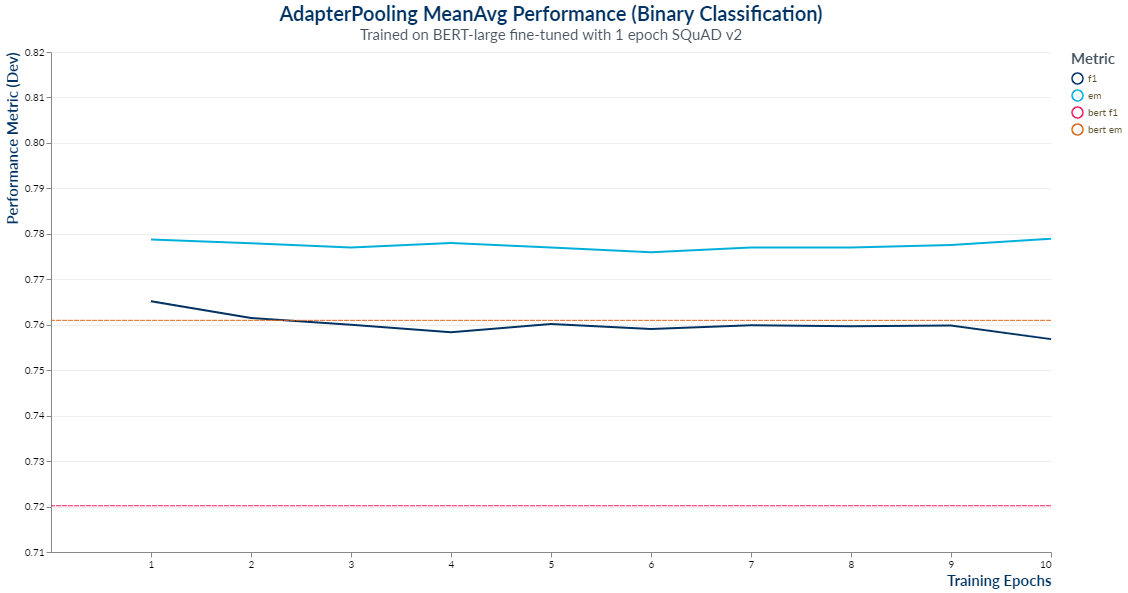 AdapterPooling MeanAvg Performance (Binary Classification)
Trained on BERT-large fine-tuned with 1 epoch SQuAD v2
Performance Metric (Dev)
0.82
0.81
0.80
0.79
0.78
0.77
0.76
0.75
0.74
0.73
0.72
0.71
1 2 3 4 5 6 7 8 9 10
Training Epochs
Metric
f1
em
bert f1
bert em